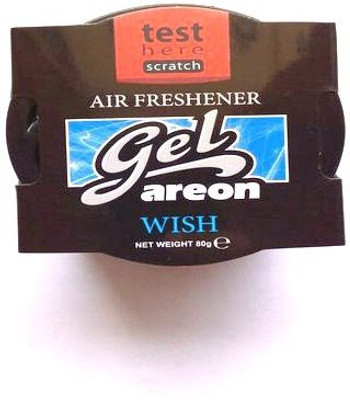 test
here
scratch
AIR FRESHENER
Gel
areon
WISH
NET WEIGHT 80g ℮